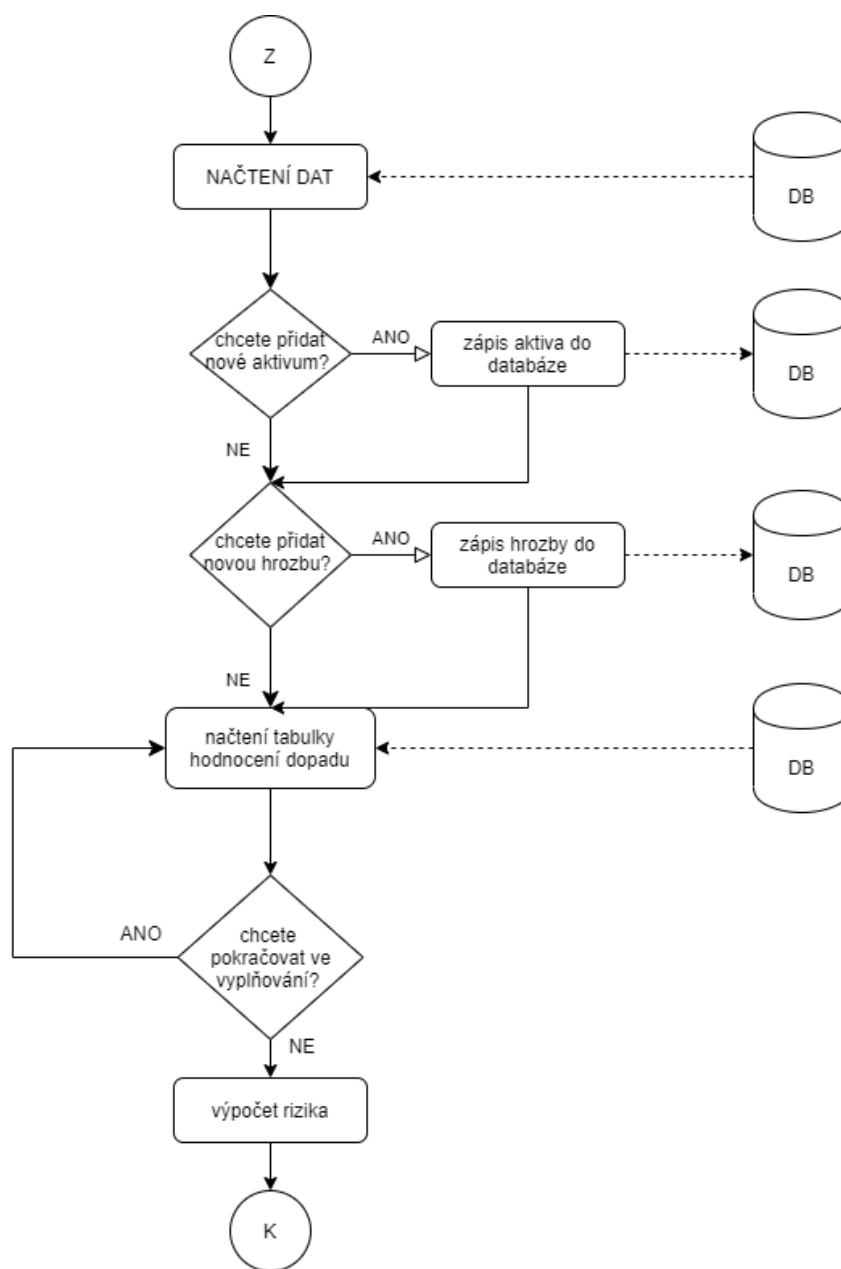 Z
NAČTENÍ DAT
DB
chcete přidat
nové aktivum?
ANO
zápis aktiva do
databáze
DB
NE
chcete přidat
novou hrozbu?
ANO
zápis hrozby do
databáze
DB
NE
načtení tabulky
hodnocení dopadu
DB
ANO
chcete
pokračovat ve
vyplňování?
NE
výpočet rizika
K